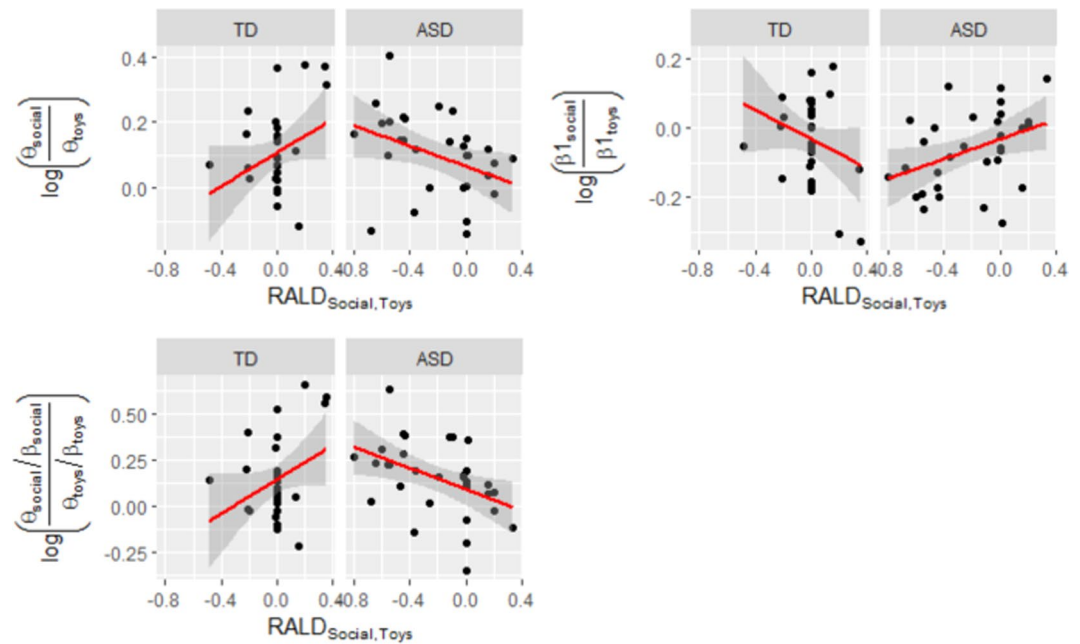 TD ASD
log(θsocial/θtoys)
0.4
0.2
0.0
-0.8 -0.4 0.0 0.4 -0.8 -0.4 0.0 0.4
RALDSocial,Toys
TD ASD
log(β1social/β1toys)
0.2
0.0
-0.2
-0.8 -0.4 0.0 0.4 -0.8 -0.4 0.0 0.4
RALDSocial,Toys
TD ASD
log(θsocial/βsocial/θtoys/βtoys)
0.50
0.25
0.00
-0.25
-0.8 -0.4 0.0 0.4 -0.8 -0.4 0.0 0.4
RALDSocial,Toys